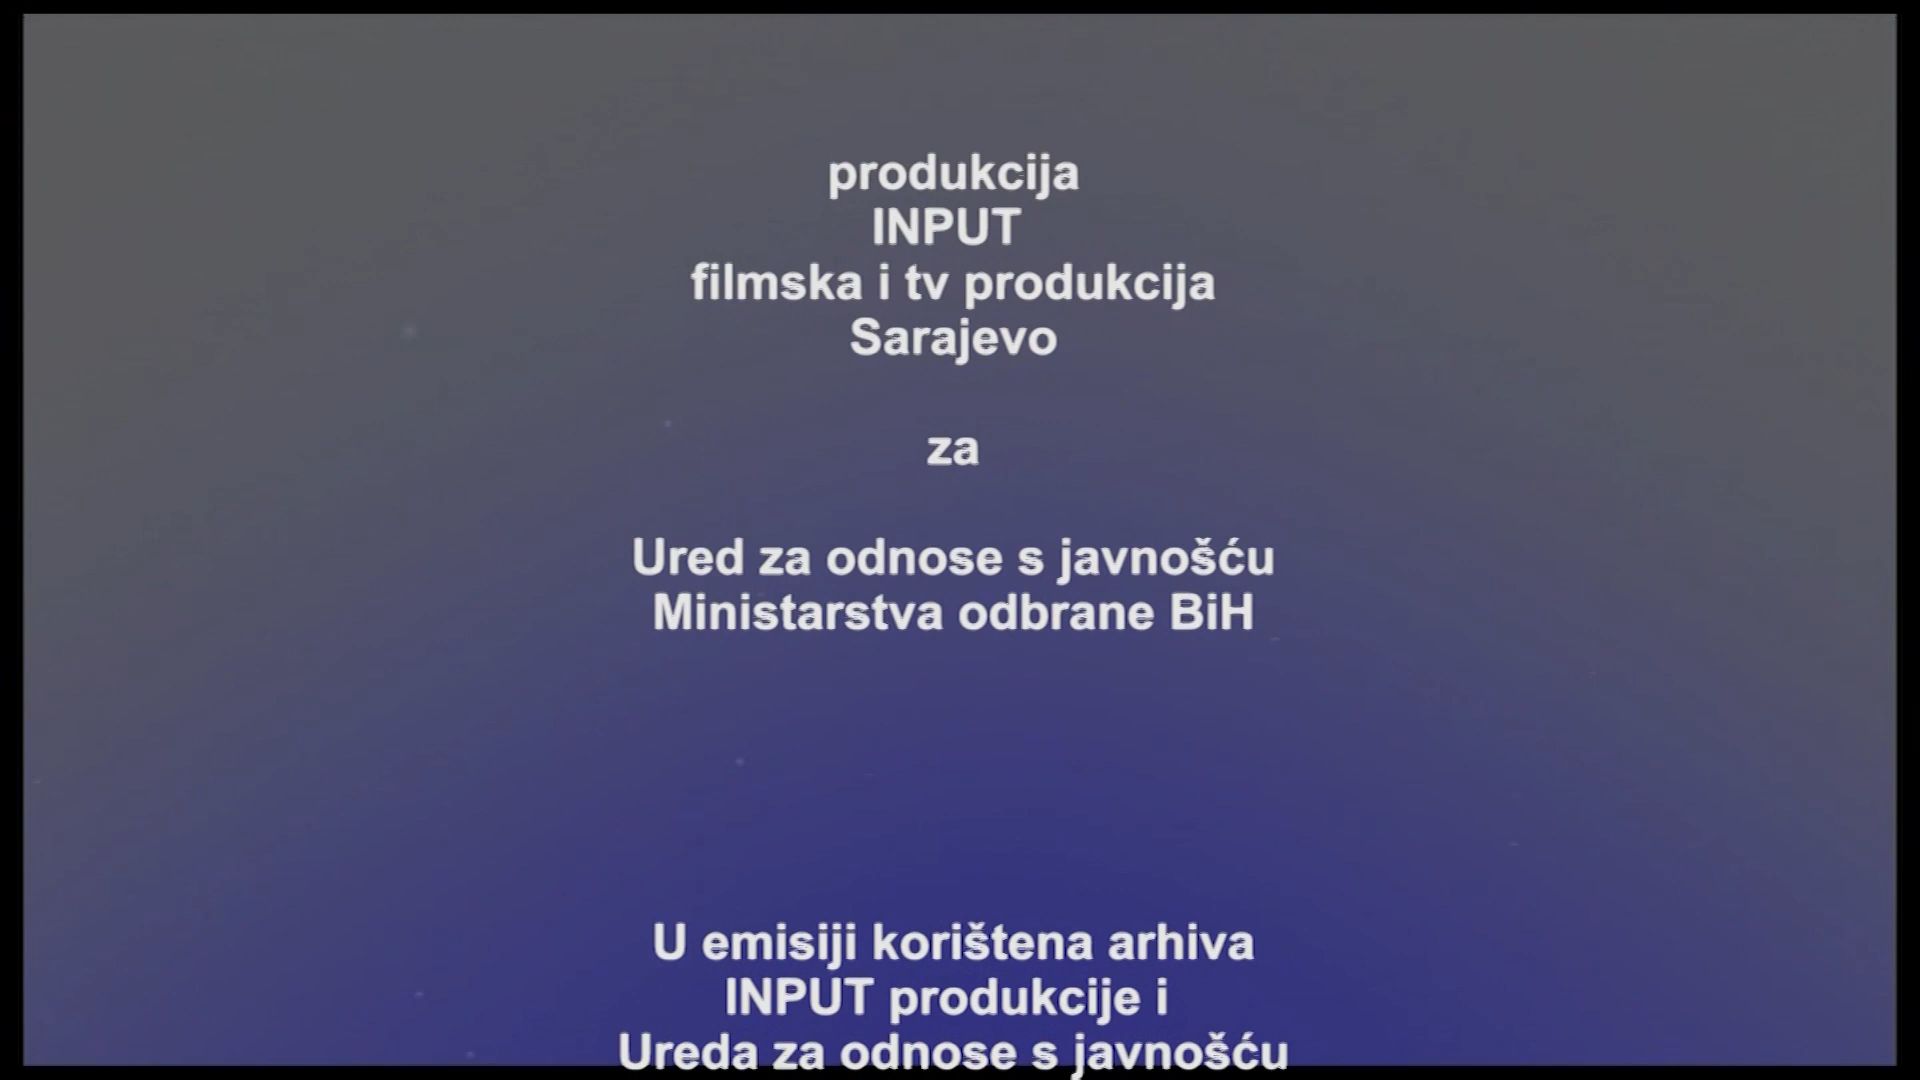 produkcija
INPUT
filmska i tv produkcija
Sarajevo
za
Ured za odnose s javnošću
Ministarstva odbrane BiH
U emisiji korištena arhiva
INPUT produkcije i
Ureda za odnose s javnošću